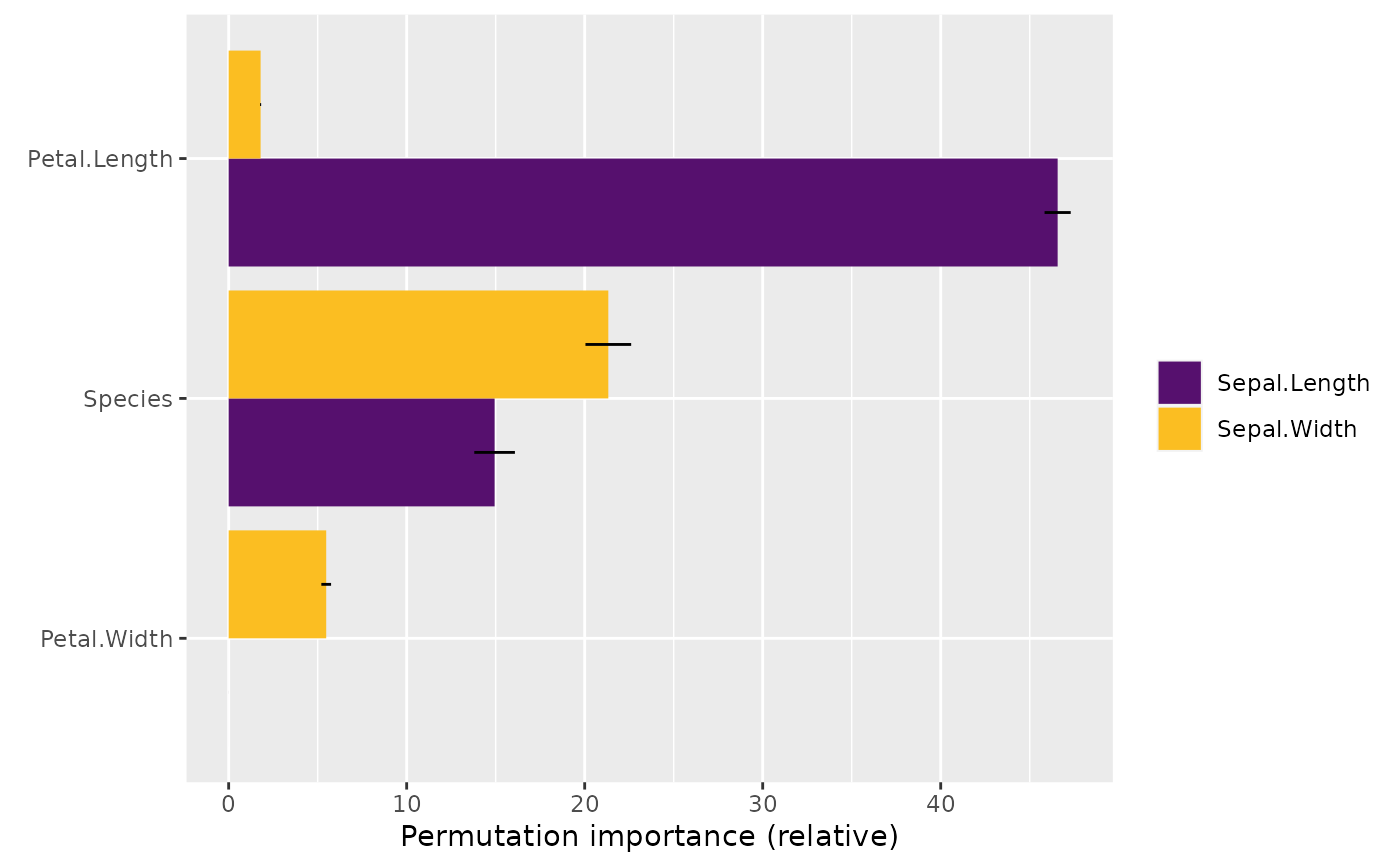 Petal.Length
Species
Petal.Width
Sepal.Length
Sepal.Width
0 10 20 30 40
Permutation importance (relative)